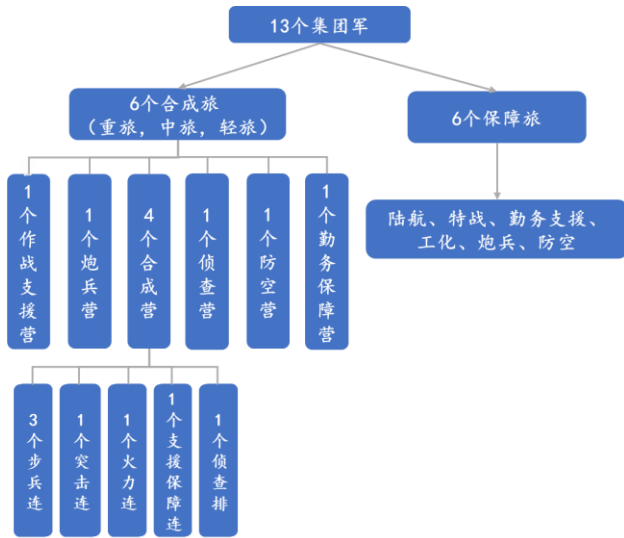 13个集团军
6个合成旅
（重旅，中旅，轻旅）
6个保障旅
1个作战支援营
1个炮兵营
4个合成营
1个侦查营
1个防空营
1个勤务保障营
陆航、特战、勤务支援、
工化、炮兵、防空
3个步兵连
1个突击连
1个火力连
1个支援保障连
1个侦查排